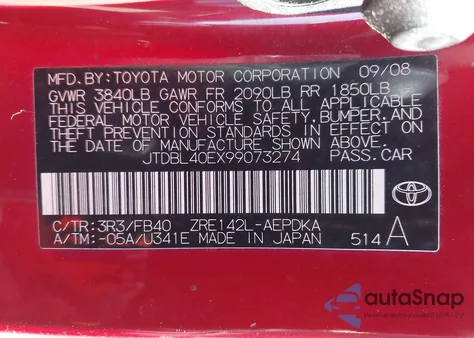 MFD.BY:TOYOTA MOTOR CORPORATION 09/08
GVWR 3840LB GAWR FR 2090LB RR 1850LB
THIS VEHICLE CONFORMS TO ALL APPLICABLE
FEDERAL MOTOR VEHICLE SAFETY,BUMPER,AND
THEFT PREVENTION STANDARDS IN EFFECT ON
THE DATE OF MANUFACTURE SHOWN ABOVE.
JTDBL40EX99073274 PASS.CAR
C/TR:3R3/FB40 ZRE142L-AEPDKA
A/TM:-05A/U341E MADE IN JAPAN 514 A
autoSnap